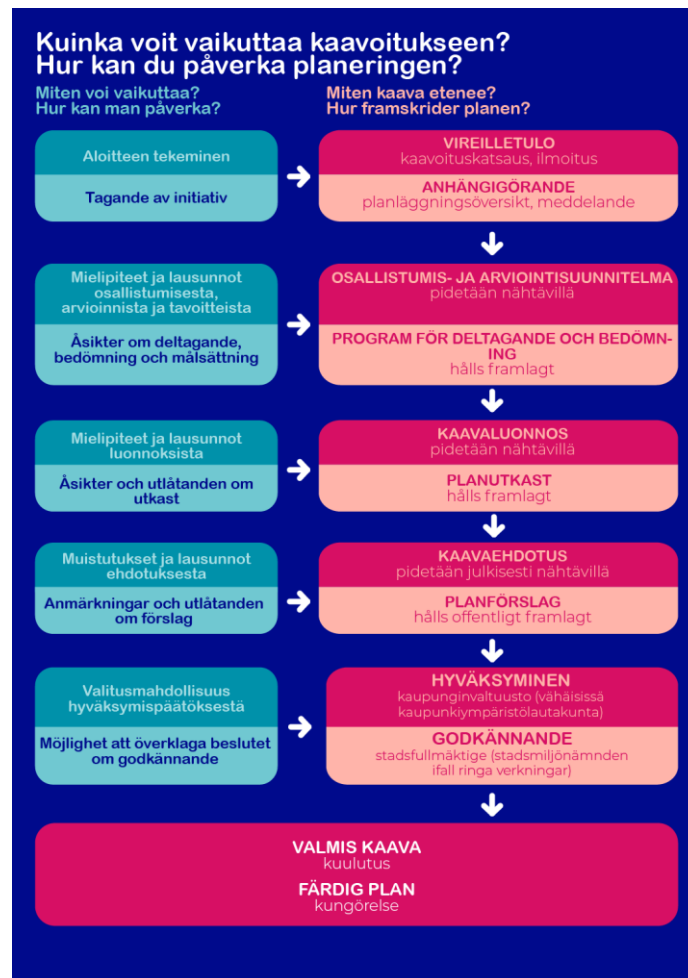 Kuinka voit vaikuttaa kaavoitukseen?
Hur kan du påverka planeringen?
Miten voi vaikuttaa?
Hur kan man påverka?
Miten kaava etenee?
Hur framskrider planen?
Aloitteen tekeminen
Tagande av initiativ
VIREILLETULO
kaavoituskatsaus, ilmoitus
ANHÄNGIGÖRANDE
planläggningsöversikt, meddelande
Mielipiteet ja lausunnot
osallistumisesta,
arvioinnista ja tavoitteista
Åsikter om deltagande,
bedömning och målsättning
OSALLISTUMIS- JA ARVIOINTISUUNNITELMA
pidetään nähtävillä
PROGRAM FÖR DELTAGANDE OCH BEDÖMN-
ING
hålls framlagt
Mielipiteet ja lausunnot
luonnoksista
Åsikter och utlåtanden om
utkast
KAAVALUONNOS
pidetään nähtävillä
PLANUTKAST
hålls framlagt
Muistutukset ja lausunnot
ehdotuksesta
Anmärkningar och utlåtanden
om förslag
KAAVAEHDOTUS
pidetään julkisesti nähtävillä
PLANFÖRSLAG
hålls offentligt framlagt
Valitusmahdollisuus
hyväksymispäätöksestä
Möjlighet att överklaga beslutet
om godkännande
HYVÄKSYMINEN
kaupunginvaltuusto (vähäisissä
kaupunkiympäristölautakunta)
GODKÄNNANDE
stadsfullmäktige (stadsmiljönämnden
ifall ringa verkningar)
VALMIS KAAVA
kuulutus
FÄRDIG PLAN
kungörelse